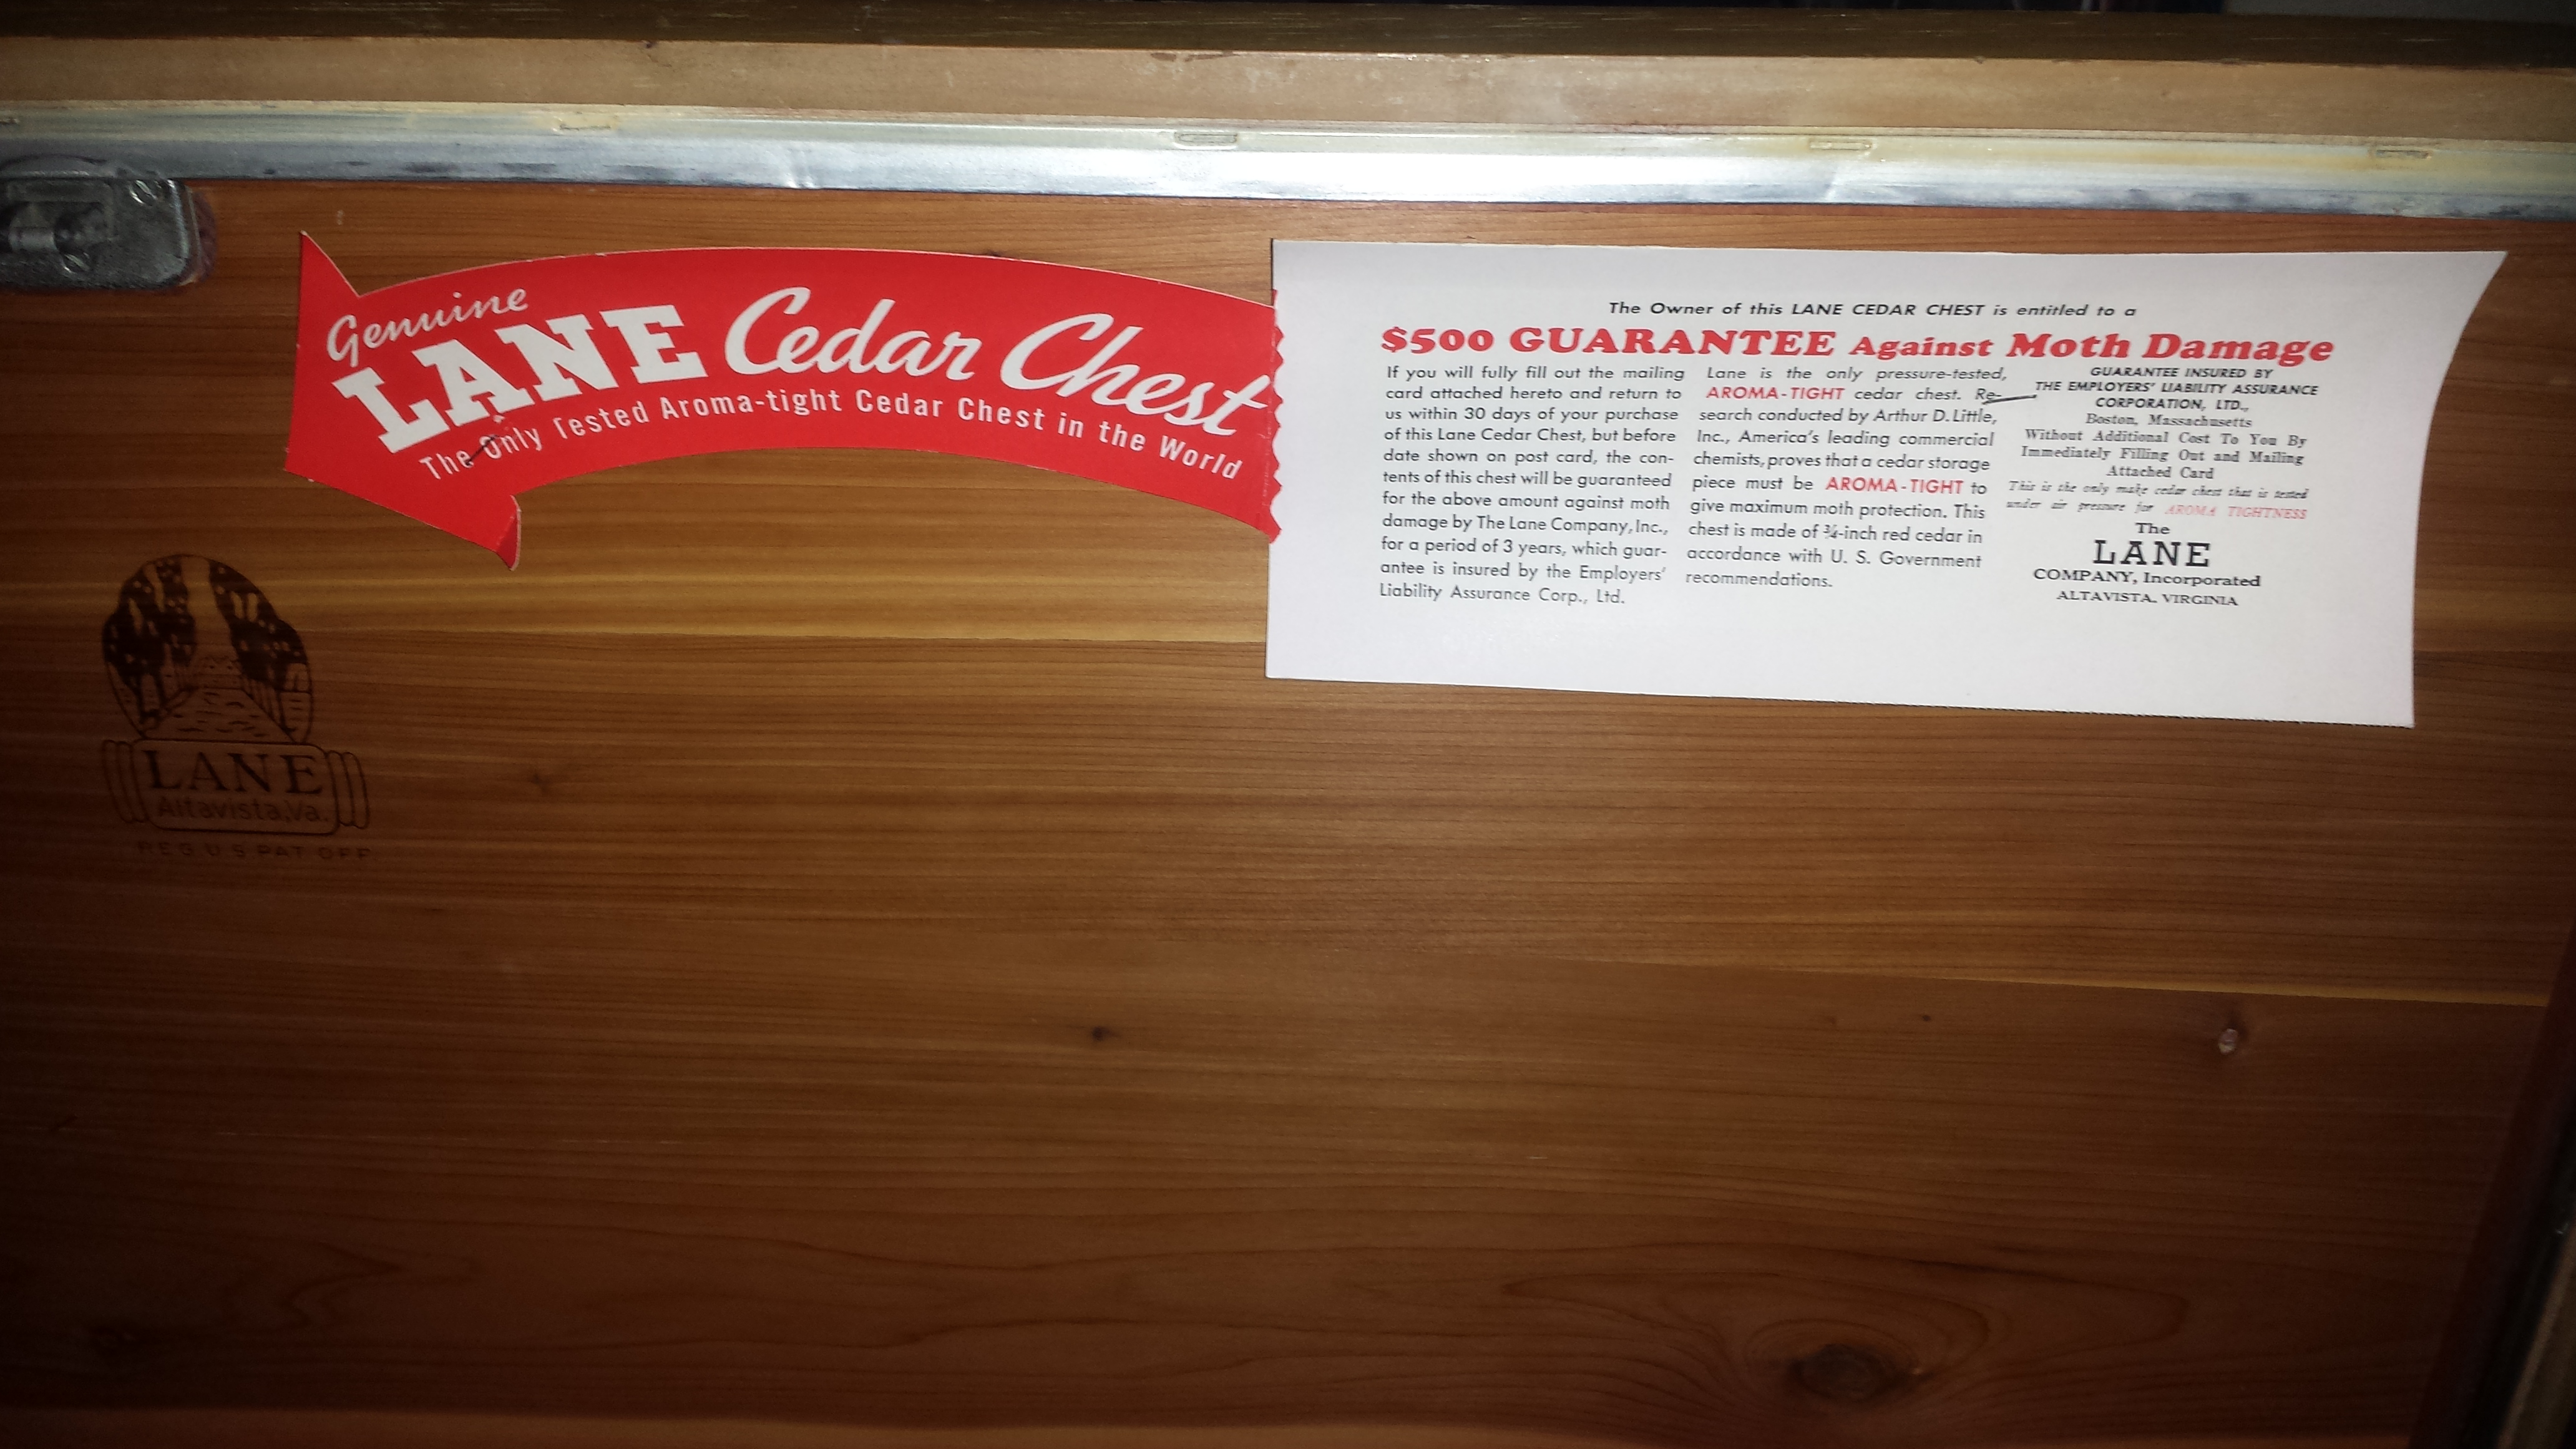 Genuine
LANE Cedar Chest
The Only Tested Aroma-tight Cedar Chest in the World
The Owner of this LANE CEDAR CHEST is entitled to a
$500 GUARANTEE Against Moth Damage
If you will fully fill out the mailing
card attached hereto and return to
us within 30 days of your purchase
of this Lane Cedar Chest, but before
date shown on post card, the con-
tents of this chest will be guaranteed
for the above amount against moth
damage by The Lane Company, Inc.,
for a period of 3 years, which guar-
antee is insured by the Employers'
Liability Assurance Corp., Ltd.
Lane is the only pressure-tested,
AROMA-TIGHT cedar chest. Re-
search conducted by Arthur D. Little,
Inc., America's leading commercial
chemists, proves that a cedar storage
piece must be AROMA-TIGHT to
give maximum moth protection. This
chest is made of ¾-inch red cedar in
accordance with U. S. Government
recommendations.
GUARANTEE INSURED BY
THE EMPLOYERS' LIABILITY ASSURANCE
CORPORATION, LTD.,
Boston, Massachusetts
Without Additional Cost To You By
Immediately Filling Out and Mailing
Attached Card
This is the only make cedar chest that is tested
under air pressure for AROMA TIGHTNESS
The
LANE
COMPANY, Incorporated
ALTAVISTA, VIRGINIA
LANE
Altavista, Va.
REG U S PAT OFF